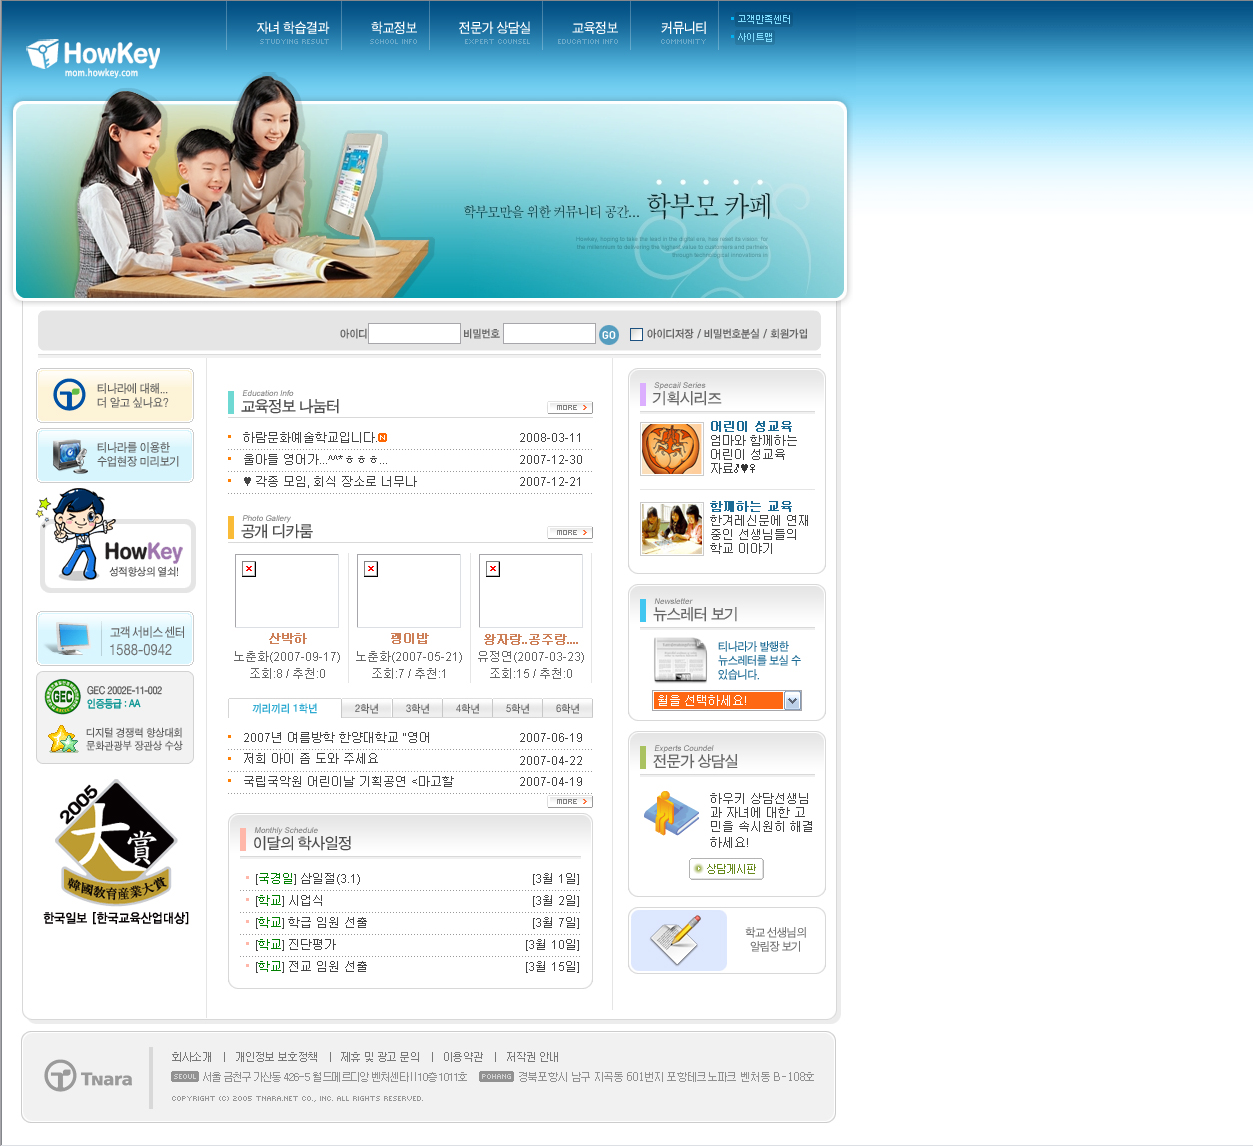 자녀 학습결과
STUDYING RESULT
학교정보
SCHOOL INFO
전문가 상담실
EXPERT COUNSEL
교육정보
EDUCATION INFO
커뮤니티
COMMUNITY
고객만족센터
사이트맵
HowKey
mom.howkey.com
학부모만을 위한 커뮤니티 공간... 학부모 카페
Howkey, hoping to take the lead in the digital era, has reset its vision for
the millennium to delivering the highest value to customers and partners
through technological innovations in
아이디
비밀번호
GO
아이디저장 / 비밀번호분실 / 회원가입
티나라에 대해...
더 알고 싶나요?
티나라를 이용한
수업현장 미리보기
HowKey
성적향상의 열쇠!
고객 서비스 센터
1588-0942
GEC
GEC 2002E-11-002
인증등급 : AA
디지털 경쟁력 향상대회
문화관광부 장관상 수상
2005
大賞
韓國敎育産業大賞
한국일보 [한국교육산업대상]
Education Info
교육정보 나눔터
MORE
하람문화예술학교입니다. N
2008-03-11
울아들 영어가...^^*ㅎㅎㅎ...
2007-12-30
♥ 각종 모임, 회식 장소로 너무나
2007-12-21
Photo Gallery
공개 디카룸
MORE
산박하
노춘화(2007-09-17)
조회:8 / 추천:0
괭이밥
노춘화(2007-05-21)
조회:7 / 추천:1
왕자랑..공주랑....
유정연(2007-03-23)
조회:15 / 추천:0
끼리끼리 1학년
2학년
3학년
4학년
5학년
6학년
2007년 여름방학 한양대학교 "영어
2007-06-19
저희 아이 좀 도와 주세요
2007-04-22
국립국악원 어린이날 기획공연 <마고할
2007-04-19
MORE
Monthly Schedule
이달의 학사일정
[국경일] 삼일절(3.1)
[3월 1일]
[학교] 시업식
[3월 2일]
[학교] 학급 임원 선출
[3월 7일]
[학교] 진단평가
[3월 10일]
[학교] 전교 임원 선출
[3월 15일]
Specail Series
기획시리즈
어린이 성교육
엄마와 함께하는
어린이 성교육
자료♂♥♀
함께하는 교육
한겨레신문에 연재
중인 선생님들의
학교 이야기
Newsletter
뉴스레터 보기
티나라가 발행한
뉴스레터를 보실 수
있습니다.
월을 선택하세요!
Experts Coundel
전문가 상담실
하우키 상담선생님
과 자녀에 대한 고
민을 속시원히 해결
하세요!
상담게시판
학교 선생님의
알림장 보기
Tnara
회사소개 | 개인정보 보호정책 | 제휴 및 광고 문의 | 이용약관 | 저작권 안내
SEOUL 서울 금천구 가산동 426-5 월드메르디앙 벤처센타II 10층 1011호 POHANG 경북포항시 남구 지곡동 601번지 포항테크노파크 벤처동 B-108호
COPYRIGHT (C) 2005 TNARA.NET CO., INC. ALL RIGHTS RESERVED.